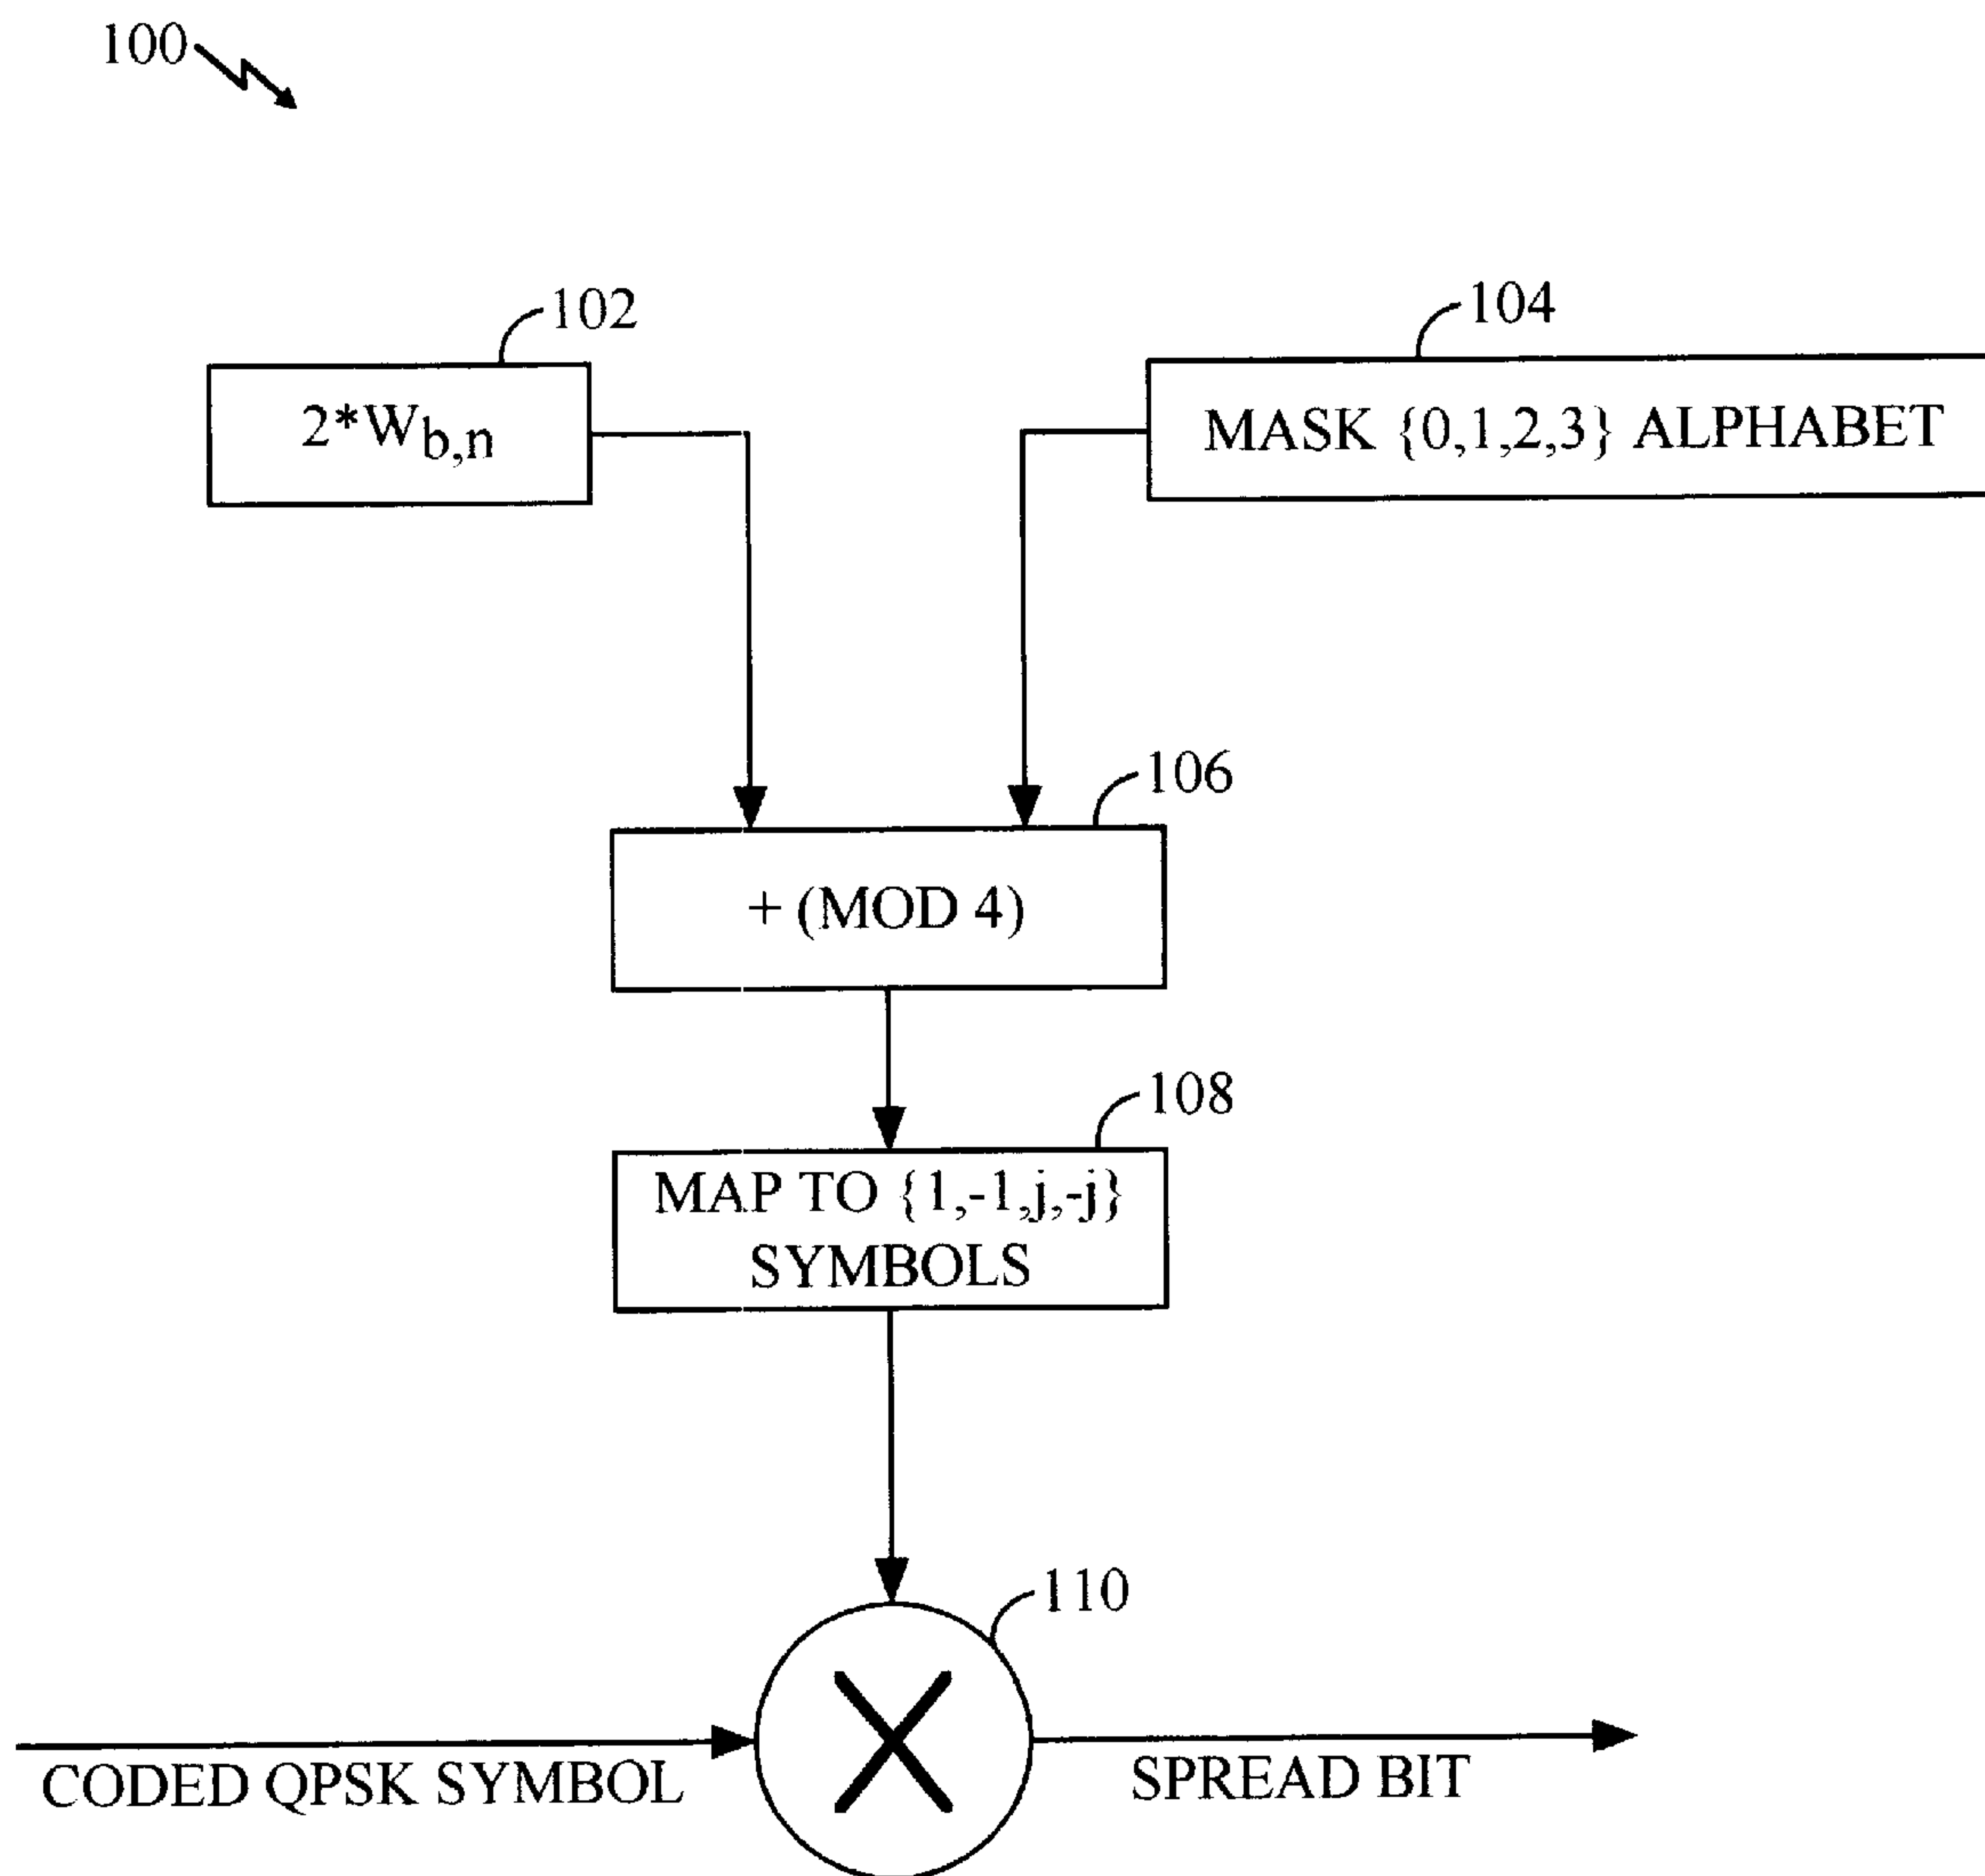 100
102
104
2*Wb,n
MASK {0,1,2,3} ALPHABET
106
+ (MOD 4)
108
MAP TO {1,-1,j,-j}
SYMBOLS
110
CODED QPSK SYMBOL
SPREAD BIT